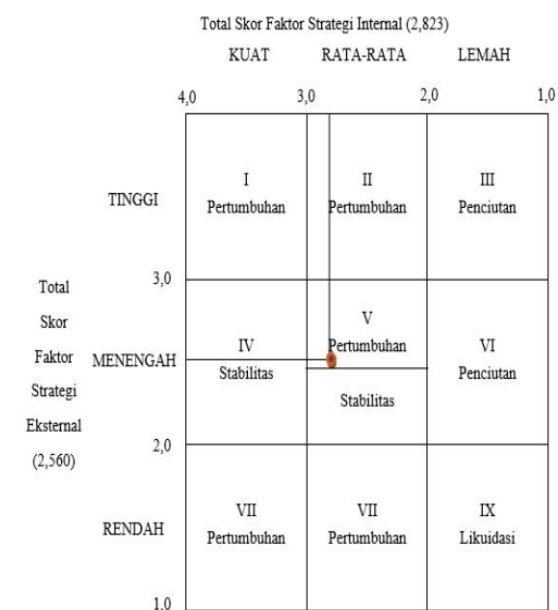 Total Skor Faktor Strategi Internal (2,823)
KUAT RATA-RATA LEMAH
4,0 3,0 2,0 1,0
TINGGI
I
Pertumbuhan
II
Pertumbuhan
III
Penciutan
3,0
Total
Skor
Faktor
Strategi
Eksternal
(2,560)
MENENGAH
IV
Stabilitas
V
Pertumbuhan
Stabilitas
VI
Penciutan
2,0
RENDAH
VII
Pertumbuhan
VII
Pertumbuhan
IX
Likuidasi
1,0